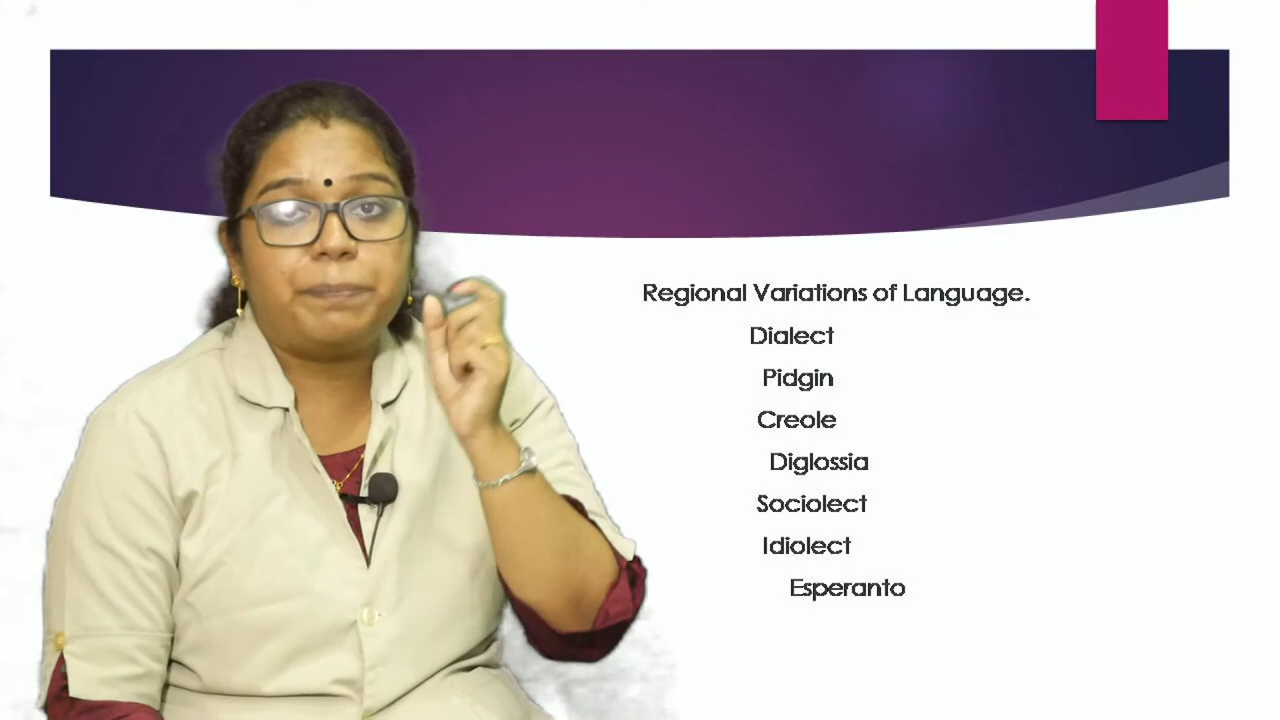 Regional Variations of Language.
Dialect
Pidgin
Creole
Diglossia
Sociolect
Idiolect
Esperanto